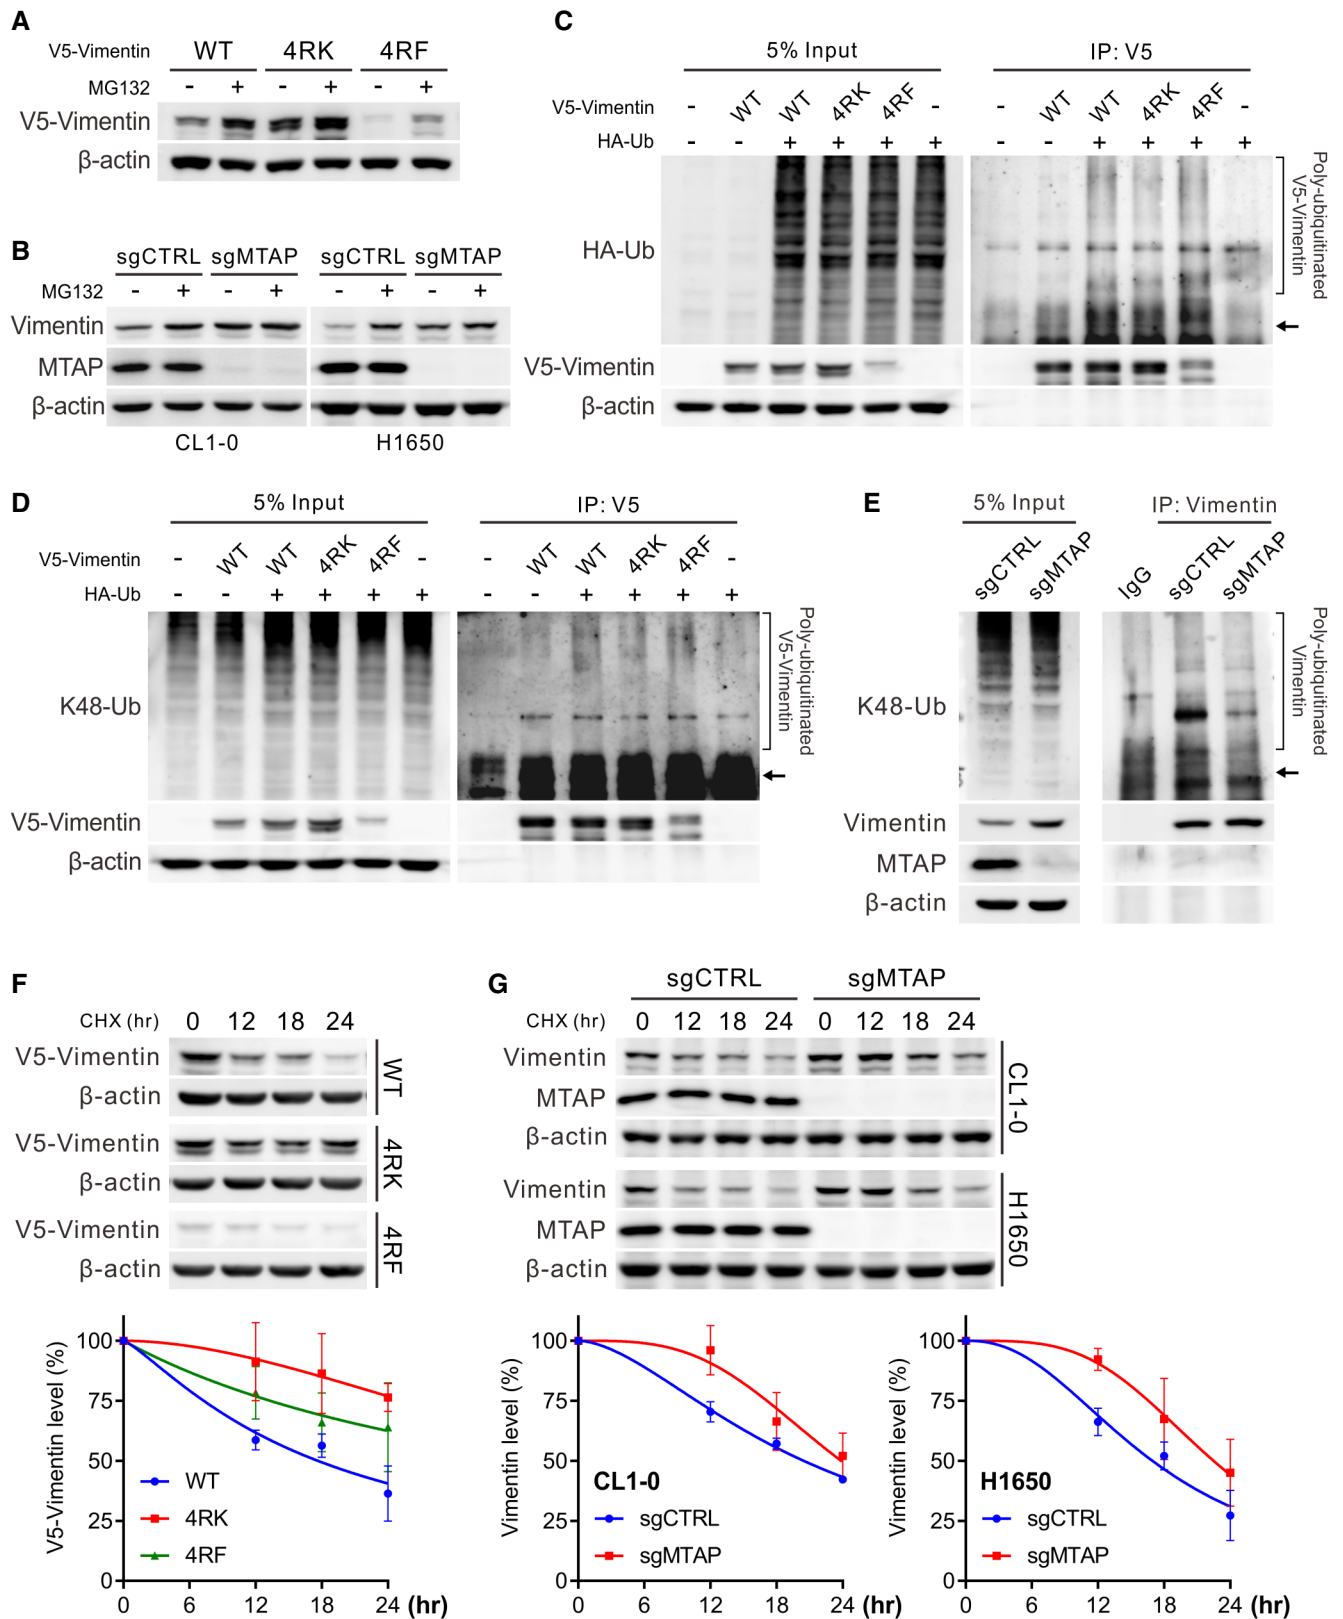 A
V5-Vimentin WT 4RK 4RF
MG132 - + - + - +
V5-Vimentin
β-actin
B
sgCTRL sgMTAP sgCTRL sgMTAP
MG132 - + - + - + - +
Vimentin
MTAP
β-actin
CL1-0 H1650
C
5% Input IP: V5
V5-Vimentin - WT WT 4RK 4RF - - WT WT 4RK 4RF -
HA-Ub - - + + + + - - + + + +
HA-Ub
Poly-ubiquitinated
V5-Vimentin
V5-Vimentin
β-actin
D
5% Input IP: V5
V5-Vimentin - WT WT 4RK 4RF - - WT WT 4RK 4RF -
HA-Ub - - + + + + - - + + + +
K48-Ub
Poly-ubiquitinated
V5-Vimentin
V5-Vimentin
β-actin
E
5% Input IP: Vimentin
sgCTRL sgMTAP IgG sgCTRL sgMTAP
K48-Ub
Poly-ubiquitinated
Vimentin
Vimentin
MTAP
β-actin
F
CHX (hr) 0 12 18 24
V5-Vimentin
β-actin
WT
V5-Vimentin
β-actin
4RK
V5-Vimentin
β-actin
4RF
V5-Vimentin level (%)
100
75
50
25
0
WT
4RK
4RF
0 6 12 18 24 (hr)
G
sgCTRL sgMTAP
CHX (hr) 0 12 18 24 0 12 18 24
Vimentin
MTAP
β-actin
CL1-0
Vimentin
MTAP
β-actin
H1650
Vimentin level (%)
100
75
50
25
0
CL1-0
sgCTRL
sgMTAP
0 6 12 18 24 (hr)
Vimentin level (%)
100
75
50
25
0
H1650
sgCTRL
sgMTAP
0 6 12 18 24 (hr)